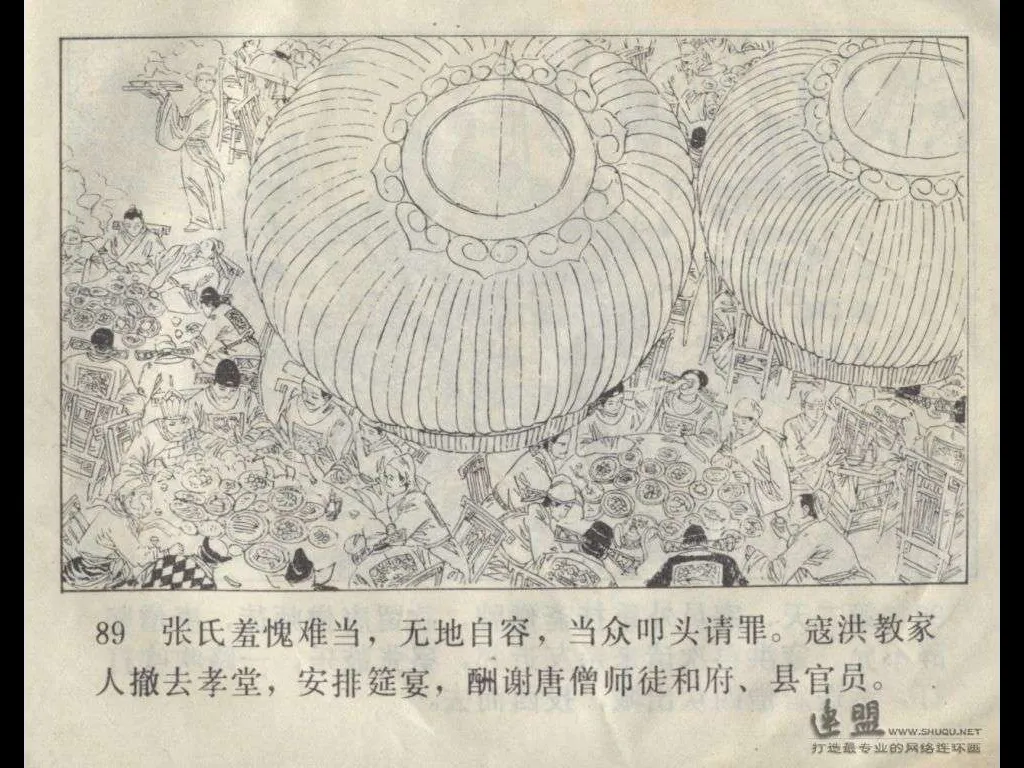 89 张氏羞愧难当，无地自容，当众叩头请罪。寇洪教家
人撤去孝堂，安排筵宴，酬谢唐僧师徒和府、县官员。
连盟 WWW.SHUQU.NET
打造最专业的网络连环画